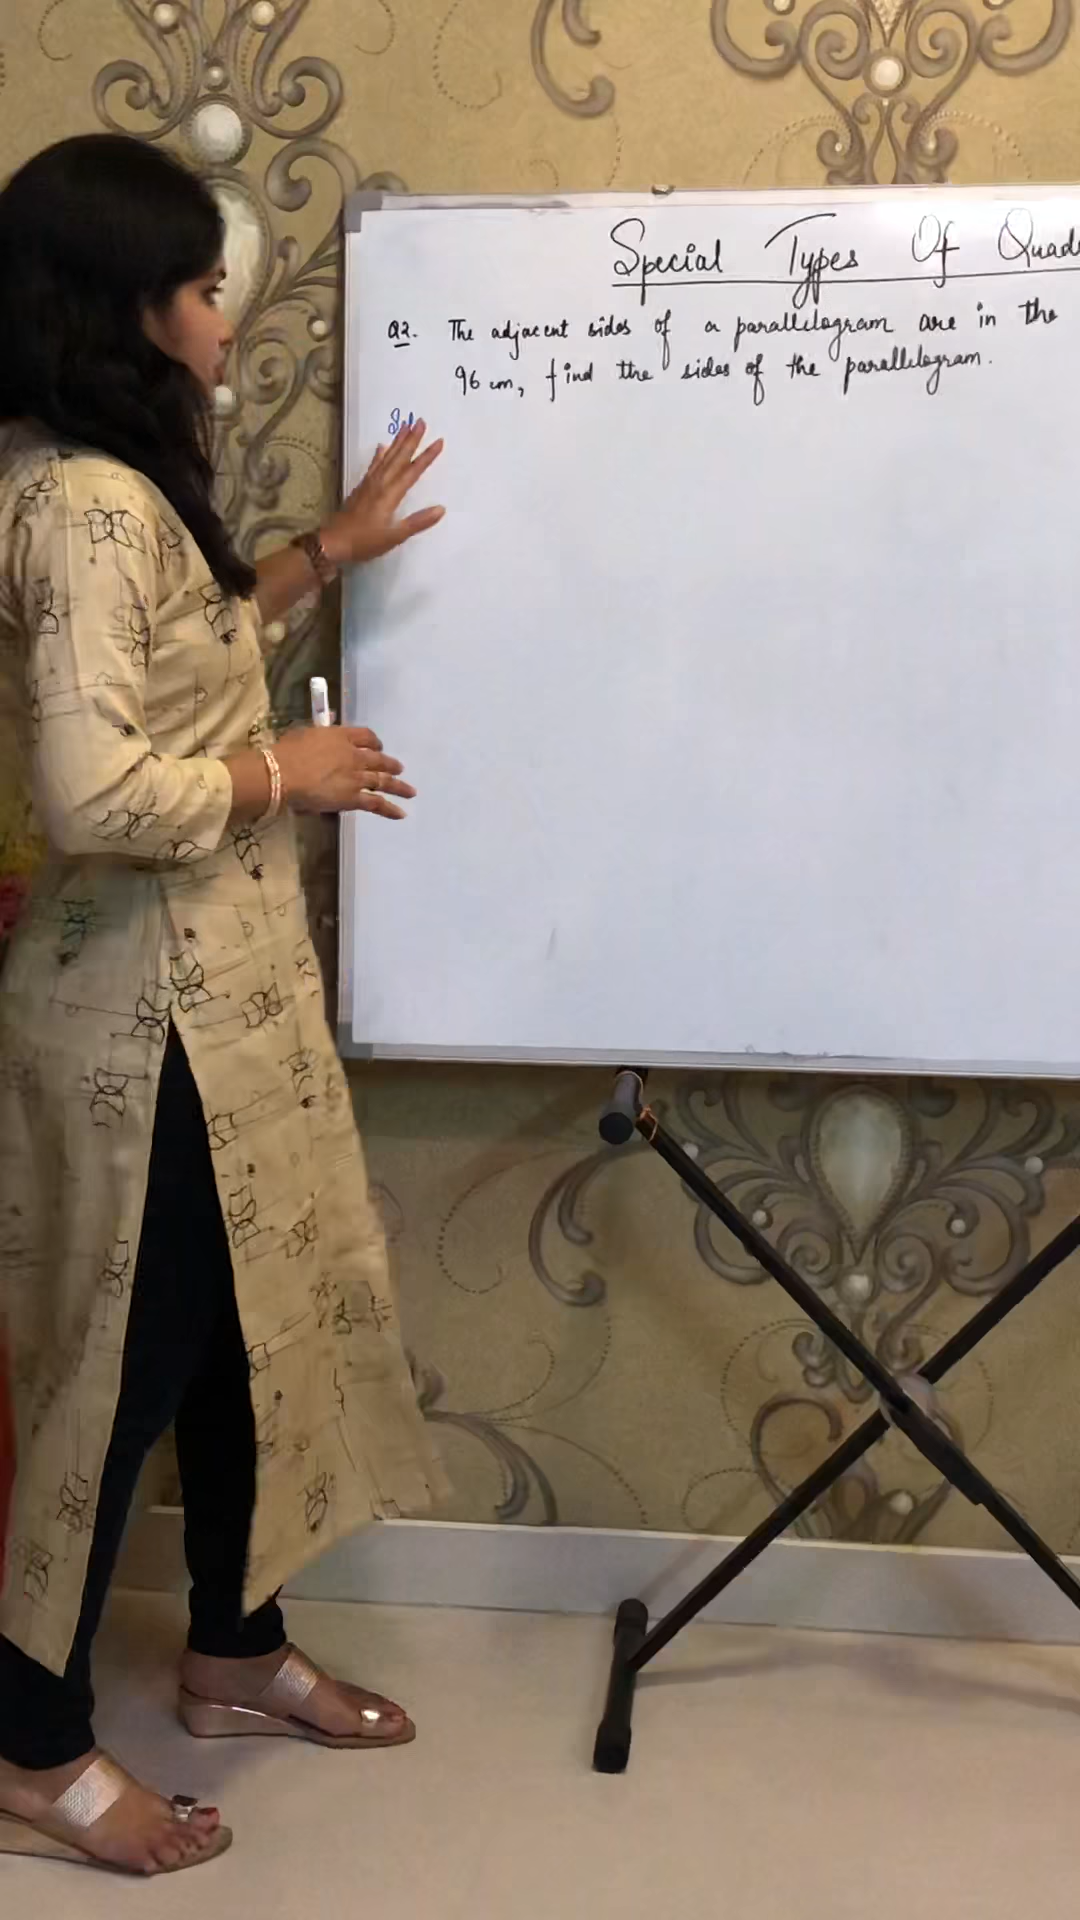 Special Types Of Quad
Q2. The adjacent sides of a parallelogram are in the
96 cm, find the sides of the parallelogram.